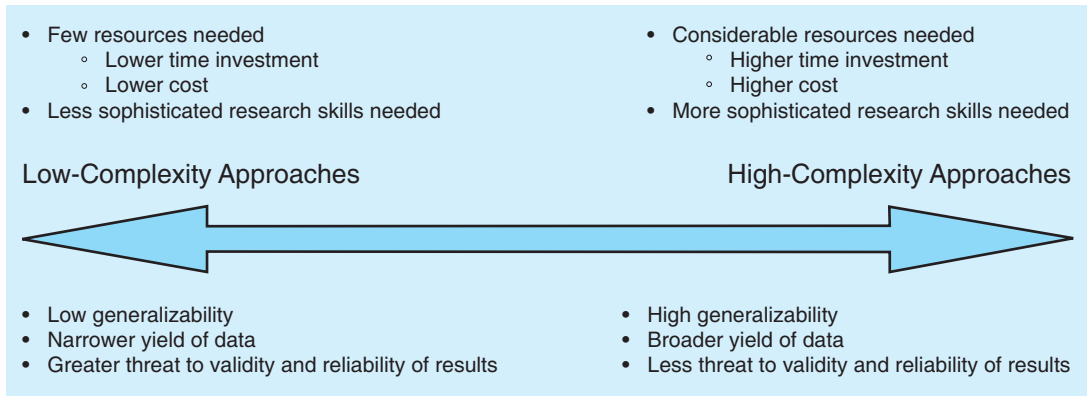 • Few resources needed
◦ Lower time investment
◦ Lower cost
• Less sophisticated research skills needed
• Considerable resources needed
◦ Higher time investment
◦ Higher cost
• More sophisticated research skills needed
Low-Complexity Approaches
High-Complexity Approaches
• Low generalizability
• Narrower yield of data
• Greater threat to validity and reliability of results
• High generalizability
• Broader yield of data
• Less threat to validity and reliability of results